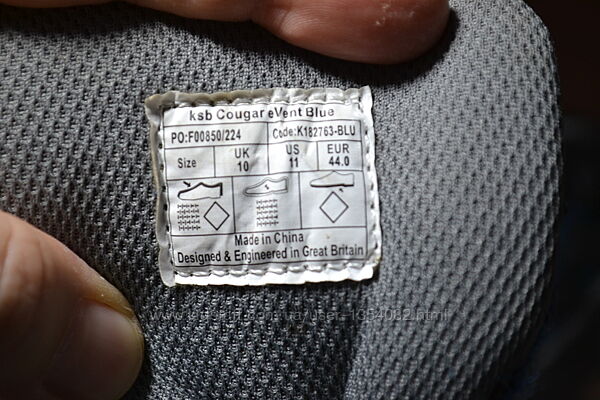 ksb Cougar eVent Blue
PO:F00850/224 Code:K182763-BLU
Size UK 10 US 11 EUR 44.0
Made in China
Designed & Engineered in Great Britain